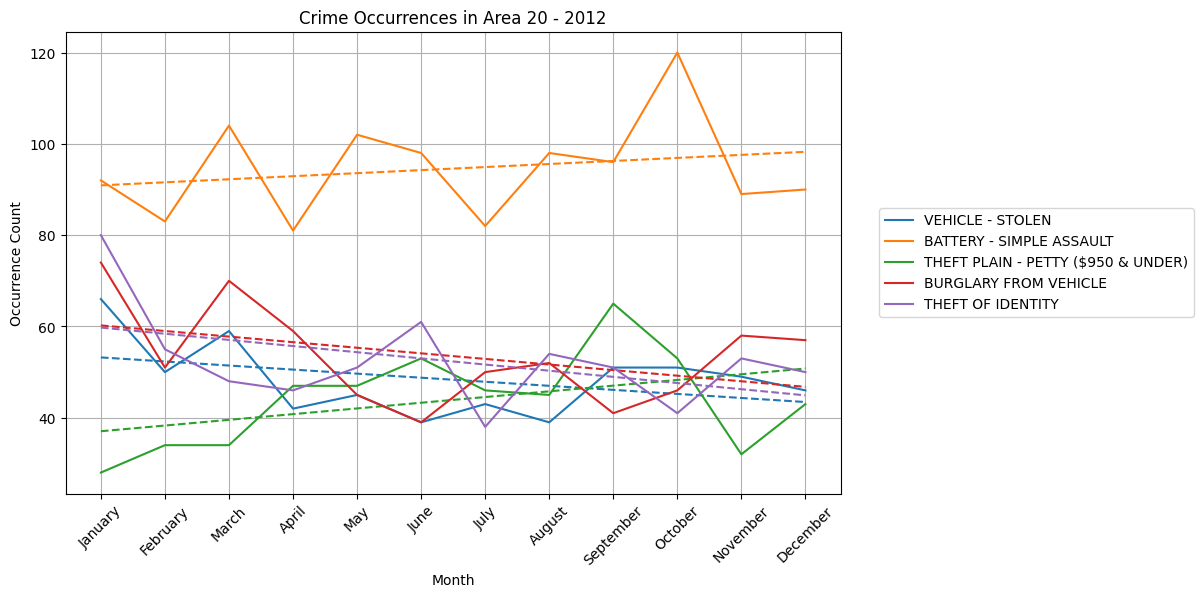 Crime Occurrences in Area 20 - 2012
Occurrence Count
120
100
80
60
40
January
February
March
April
May
June
July
August
September
October
November
December
Month
VEHICLE - STOLEN
BATTERY - SIMPLE ASSAULT
THEFT PLAIN - PETTY ($950 & UNDER)
BURGLARY FROM VEHICLE
THEFT OF IDENTITY